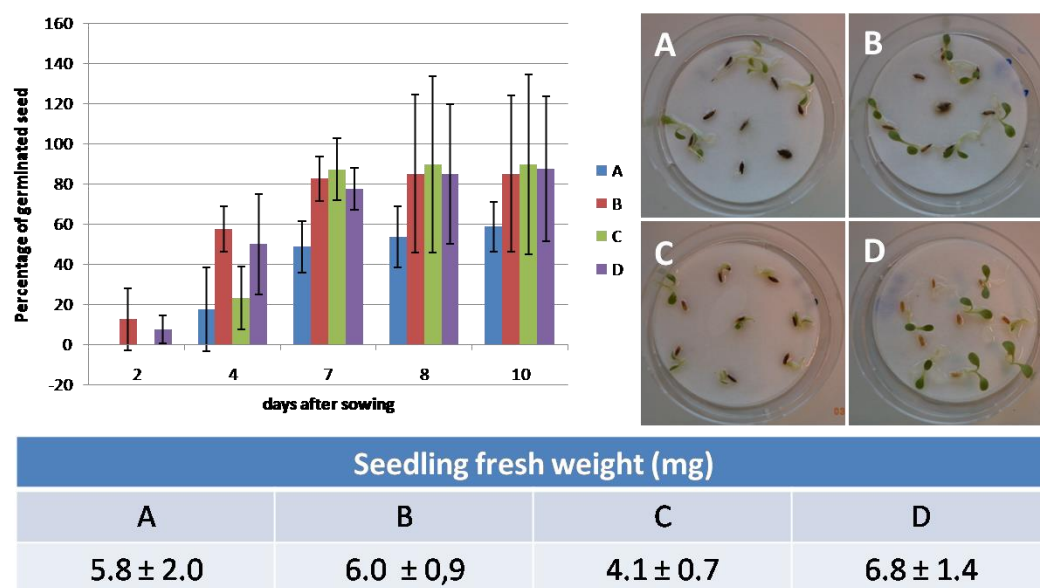 160
140
120
100
80
60
40
20
0
-20
Percentage of germinated seed
2 4 7 8 10
days after sowing
A
B
C
D
A
B
C
D
03
Seedling fresh weight (mg)
A B C D
5.8 ± 2.0 6.0 ± 0,9 4.1 ± 0.7 6.8 ± 1.4